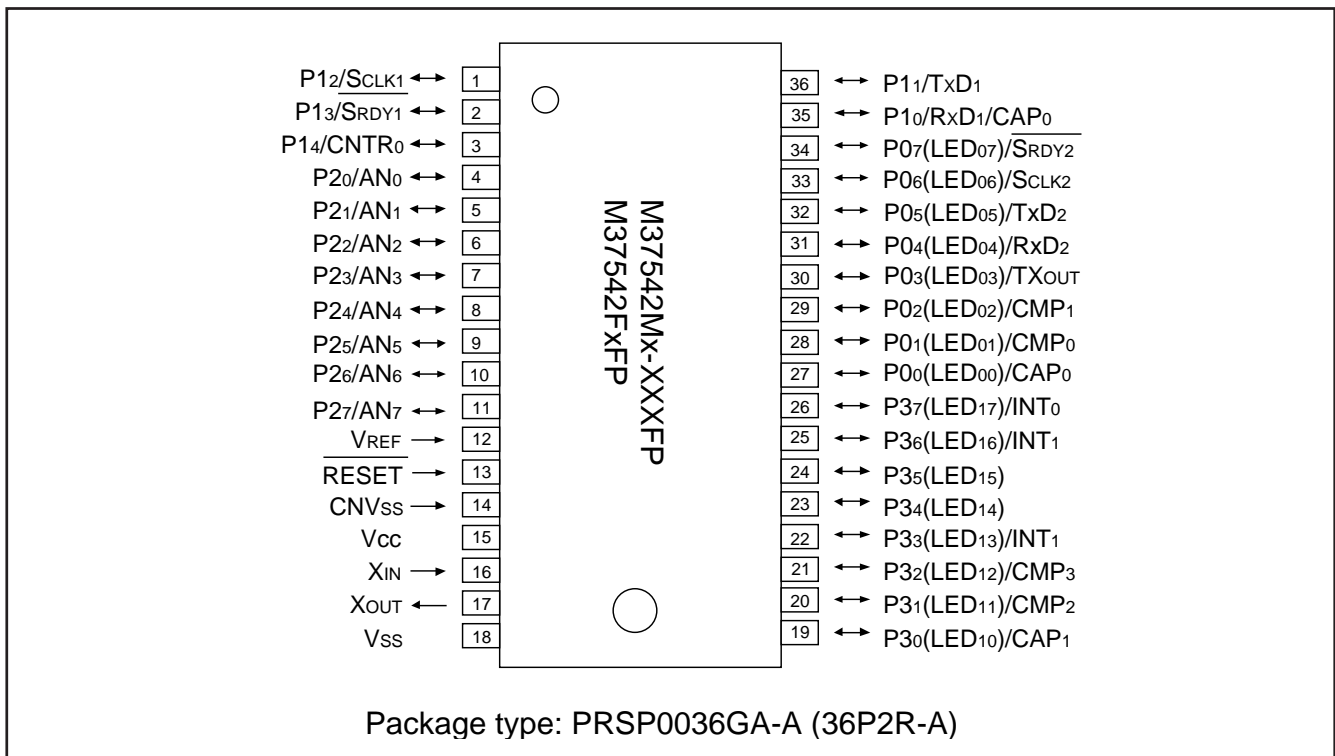 P12/SCLK1
P13/SRDY1
P14/CNTR0
P20/AN0
P21/AN1
P22/AN2
P23/AN3
P24/AN4
P25/AN5
P26/AN6
P27/AN7
VREF
RESET
CNVSS
Vcc
XIN
XOUT
VSS
1
2
3
4
5
6
7
8
9
10
11
12
13
14
15
16
17
18
M37542Mx-XXXFP
M37542FxFP
36
35
34
33
32
31
30
29
28
27
26
25
24
23
22
21
20
19
P11/TxD1
P10/RxD1/CAP0
P07(LED07)/SRDY2
P06(LED06)/SCLK2
P05(LED05)/TxD2
P04(LED04)/RxD2
P03(LED03)/TXOUT
P02(LED02)/CMP1
P01(LED01)/CMP0
P00(LED00)/CAP0
P37(LED17)/INT0
P36(LED16)/INT1
P35(LED15)
P34(LED14)
P33(LED13)/INT1
P32(LED12)/CMP3
P31(LED11)/CMP2
P30(LED10)/CAP1
Package type: PRSP0036GA-A (36P2R-A)